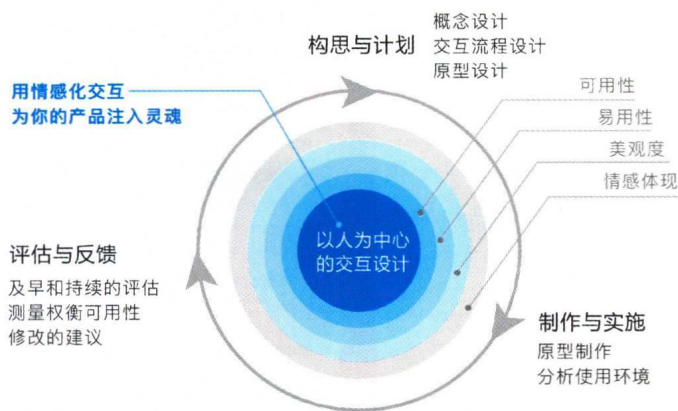 构思与计划
概念设计
交互流程设计
原型设计
用情感化交互
为你的产品注入灵魂
可用性
易用性
美观度
情感体现
以人为中心
的交互设计
评估与反馈
及早和持续的评估
测量权衡可用性
修改的建议
制作与实施
原型制作
分析使用环境